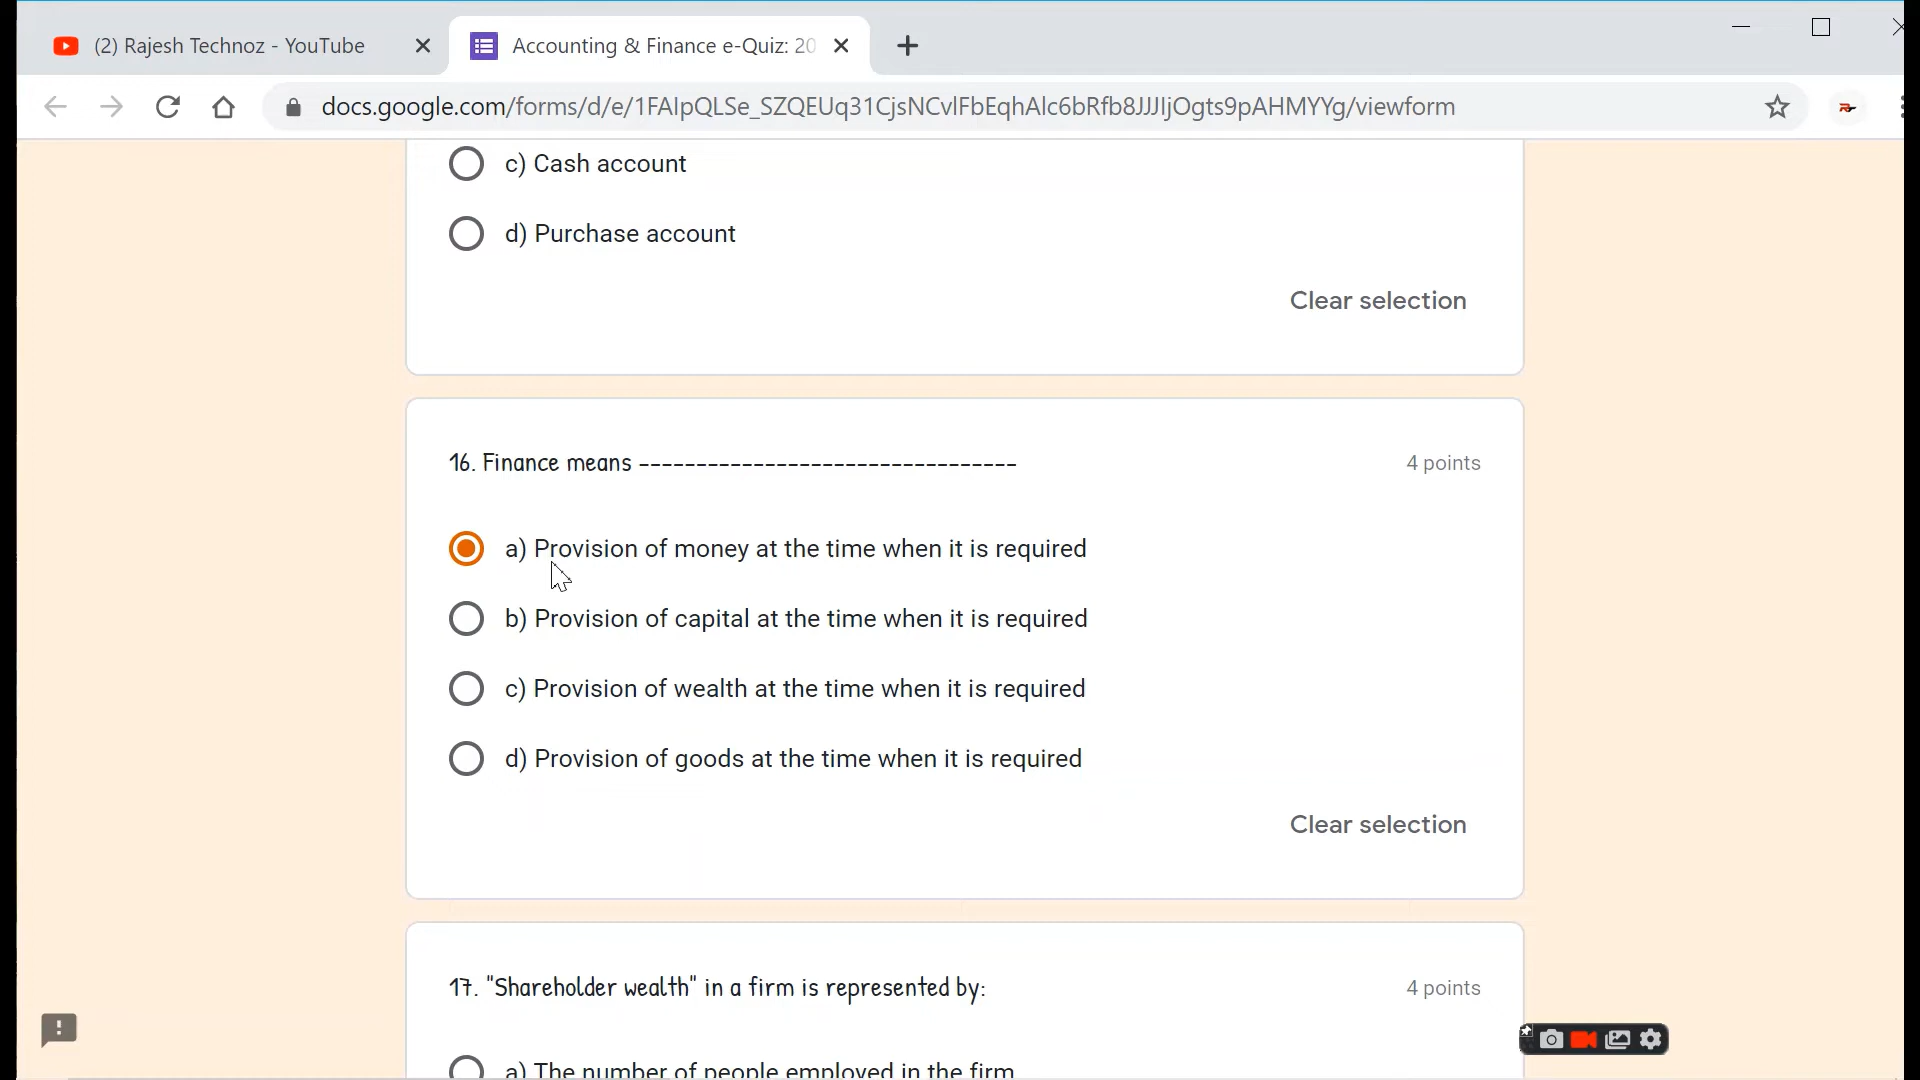 (2) Rajesh Technoz - YouTube
Accounting & Finance e-Quiz: 20
docs.google.com/forms/d/e/1FAIpQLSe_SZQEUq31CjsNCvlFbEqhAlc6bRfb8JJJIjOgts9pAHMYYg/viewform
c) Cash account
d) Purchase account
Clear selection
16. Finance means ---------------------------------
4 points
a) Provision of money at the time when it is required
b) Provision of capital at the time when it is required
c) Provision of wealth at the time when it is required
d) Provision of goods at the time when it is required
Clear selection
17. "Shareholder wealth" in a firm is represented by:
4 points
a) The number of people employed in the firm